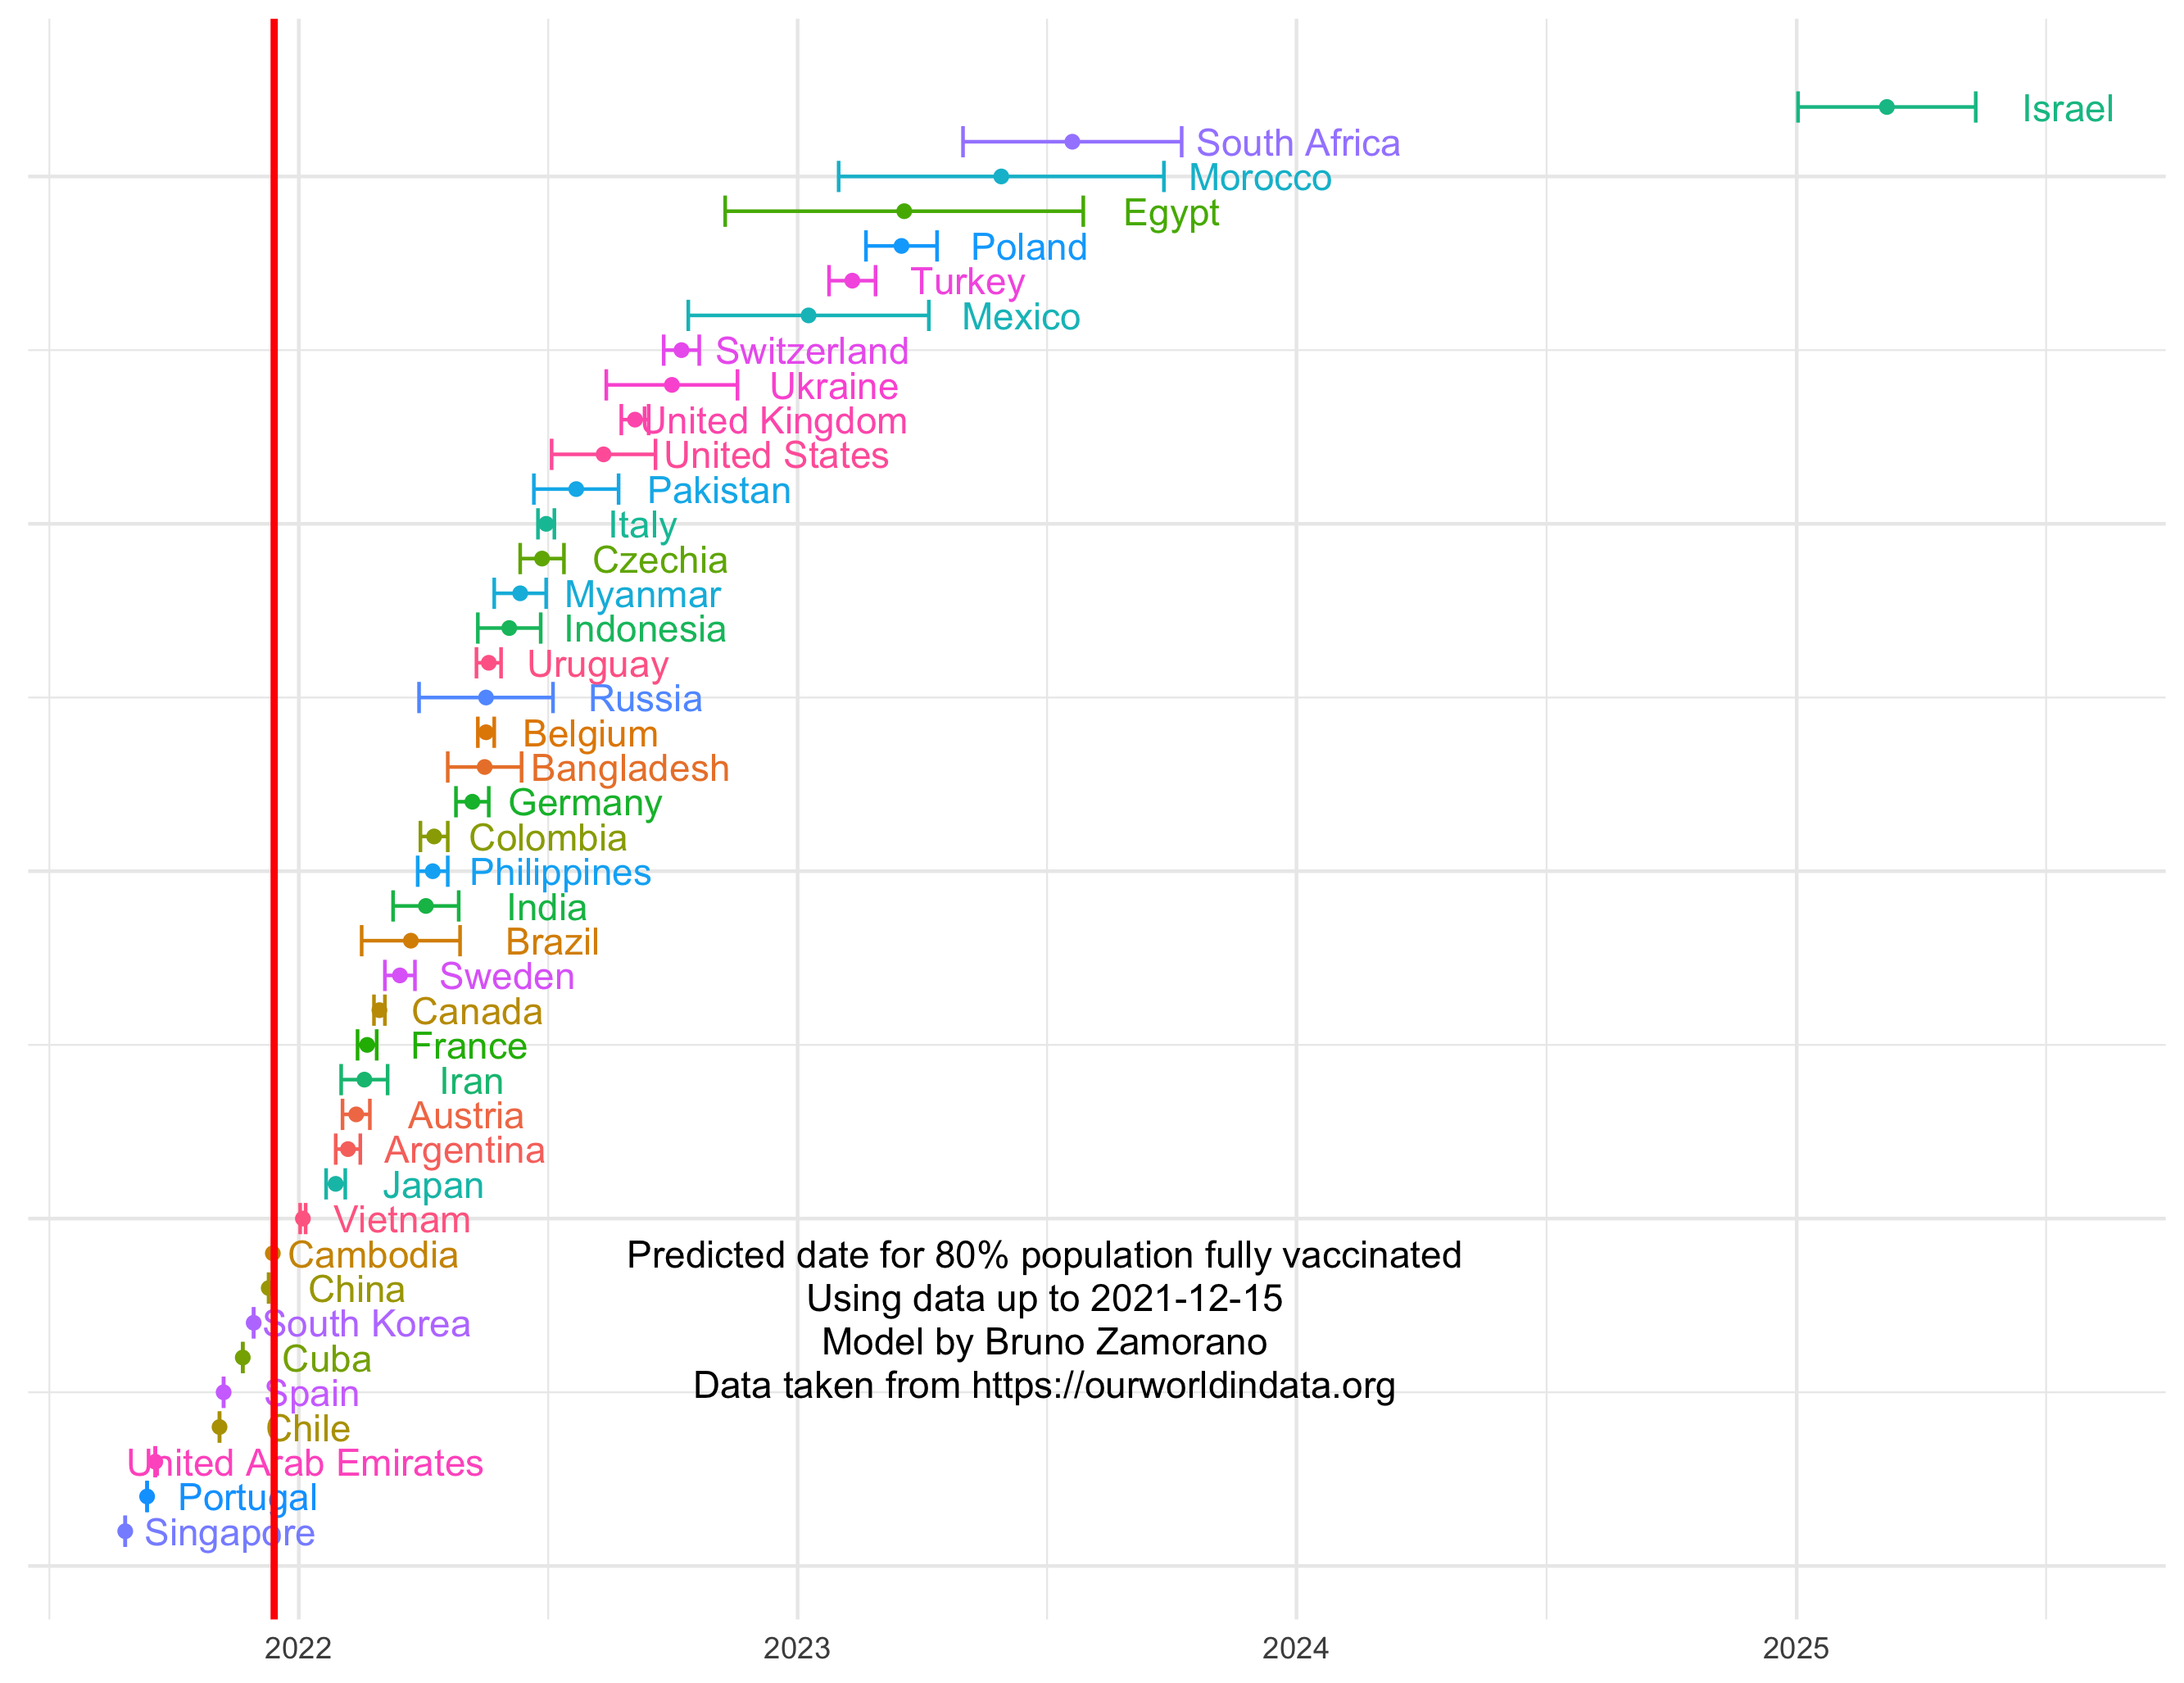 Israel
South Africa
Morocco
Egypt
Poland
Turkey
Mexico
Switzerland
Ukraine
United Kingdom
United States
Pakistan
Italy
Czechia
Myanmar
Indonesia
Uruguay
Russia
Belgium
Bangladesh
Germany
Colombia
Philippines
India
Brazil
Sweden
Canada
France
Iran
Austria
Argentina
Japan
Vietnam
Cambodia
China
South Korea
Cuba
Spain
Chile
United Arab Emirates
Portugal
Singapore
Predicted date for 80% population fully vaccinated
Using data up to 2021-12-15
Model by Bruno Zamorano
Data taken from https://ourworldindata.org
2022 2023 2024 2025